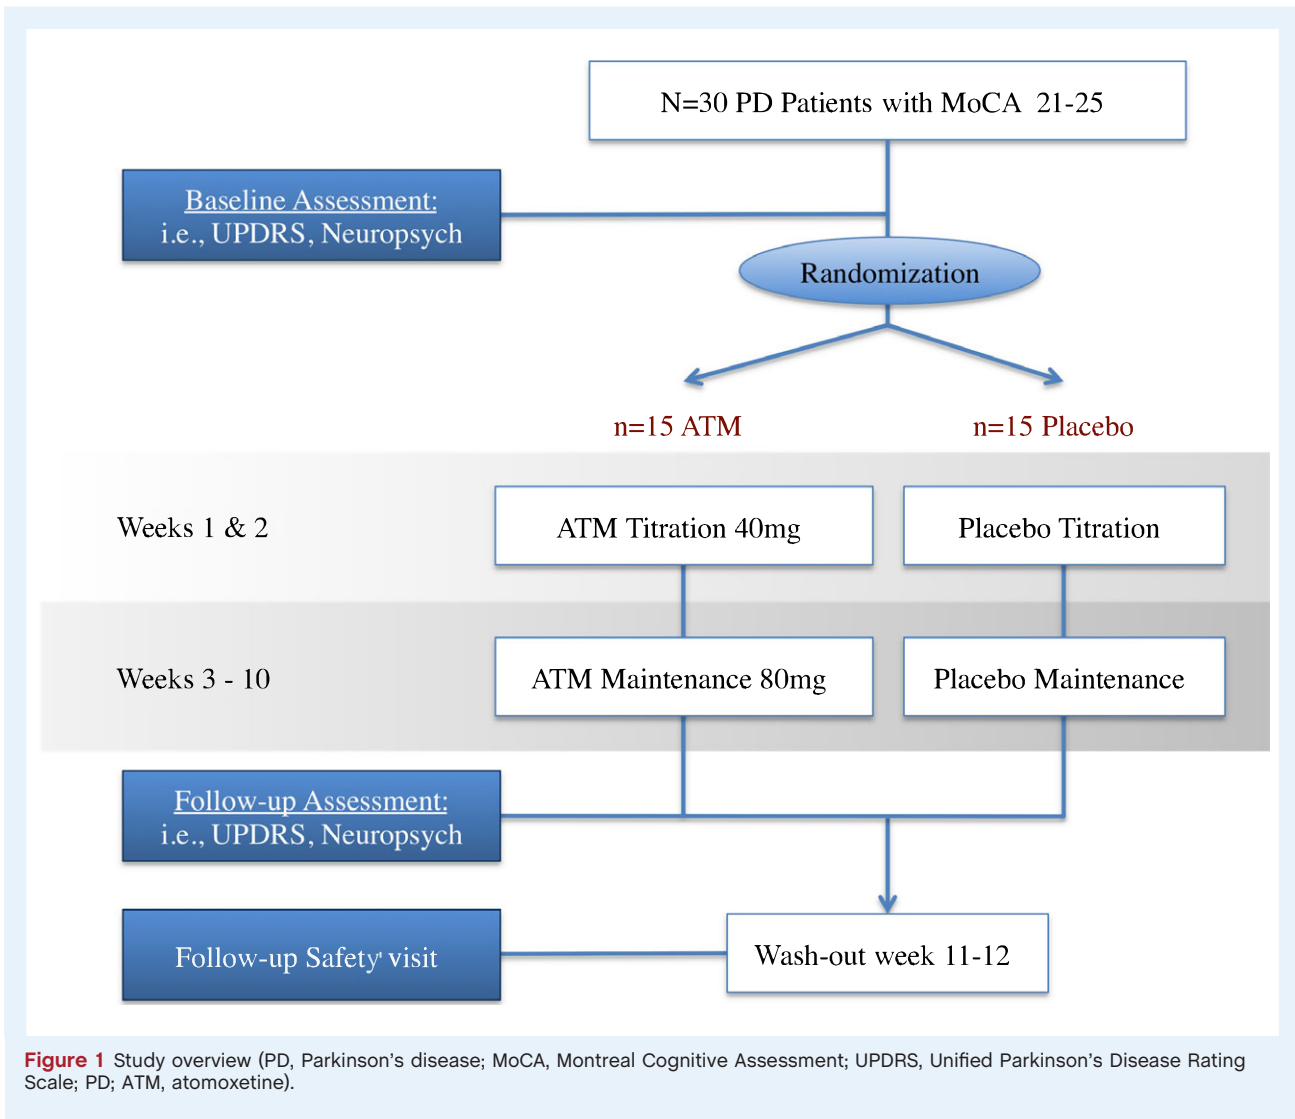 N=30 PD Patients with MoCA 21-25
Baseline Assessment:
i.e., UPDRS, Neuropsych
Randomization
n=15 ATM
n=15 Placebo
Weeks 1 & 2
ATM Titration 40mg
Placebo Titration
Weeks 3 - 10
ATM Maintenance 80mg
Placebo Maintenance
Follow-up Assessment:
i.e., UPDRS, Neuropsych
Follow-up Safety visit
Wash-out week 11-12
Figure 1 Study overview (PD, Parkinson's disease; MoCA, Montreal Cognitive Assessment; UPDRS, Unified Parkinson's Disease Rating
Scale; PD; ATM, atomoxetine).